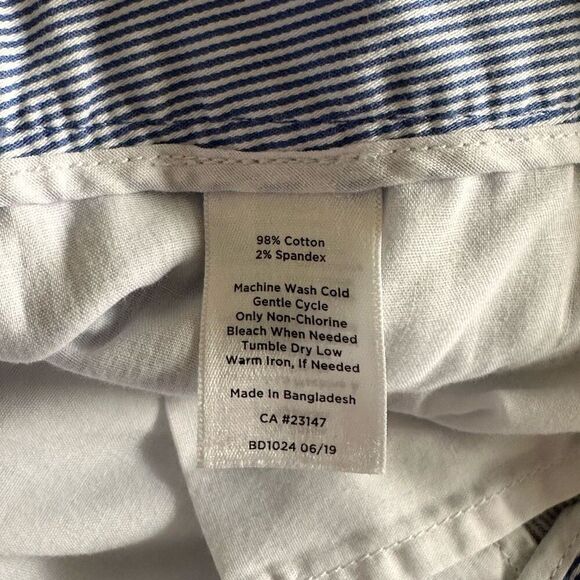 98% Cotton
2% Spandex
Machine Wash Cold
Gentle Cycle
Only Non-Chlorine
Bleach When Needed
Tumble Dry Low
Warm Iron, If Needed
Made In Bangladesh
CA #23147
BD1024 06/19